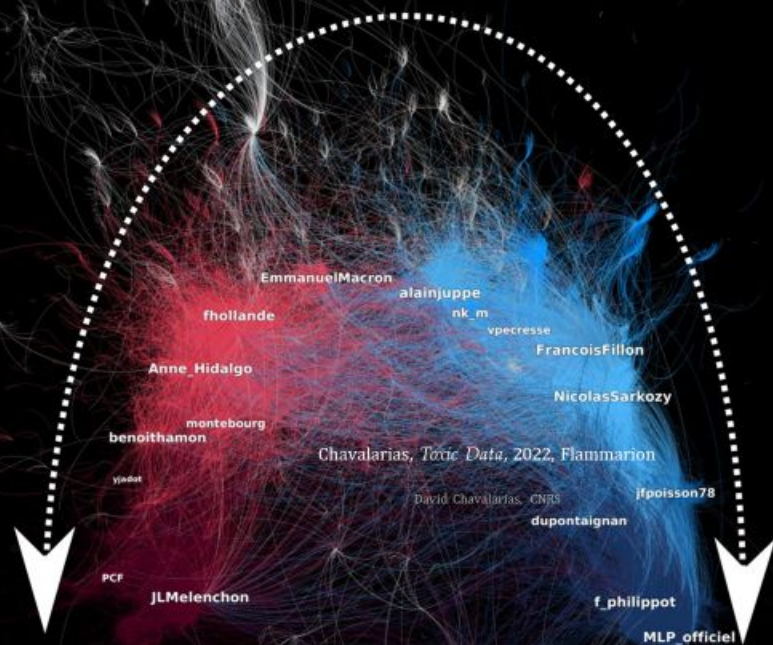 EmmanuelMacron
alainjuppe
fhollande
nk_m
vpecresse
FrancoisFillon
Anne_Hidalgo
NicolasSarkozy
montebourg
benoithamon
Chavalarias, Toxic Data, 2022, Flammarion
yjadot
jfpoisson78
David Chavalarias, CNRS
dupontaignan
PCF
JLMelenchon
f_philippot
MLP_officiel